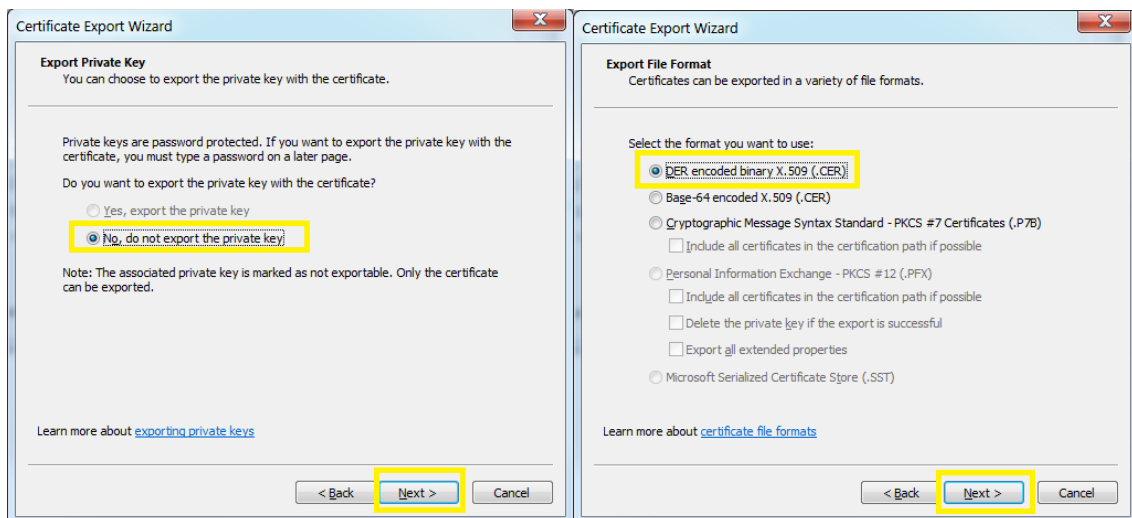 Certificate Export Wizard
X
Export Private Key
You can choose to export the private key with the certificate.
Private keys are password protected. If you want to export the private key with the
certificate, you must type a password on a later page.
Do you want to export the private key with the certificate?
Yes, export the private key
No, do not export the private key
Note: The associated private key is marked as not exportable. Only the certificate
can be exported.
Learn more about exporting private keys
< Back
Next >
Cancel
Certificate Export Wizard
X
Export File Format
Certificates can be exported in a variety of file formats.
Select the format you want to use:
DER encoded binary X.509 (.CER)
Base-64 encoded X.509 (.CER)
Cryptographic Message Syntax Standard - PKCS #7 Certificates (.P7B)
Include all certificates in the certification path if possible
Personal Information Exchange - PKCS #12 (.PFX)
Include all certificates in the certification path if possible
Delete the private key if the export is successful
Export all extended properties
Microsoft Serialized Certificate Store (.SST)
Learn more about certificate file formats
< Back
Next >
Cancel